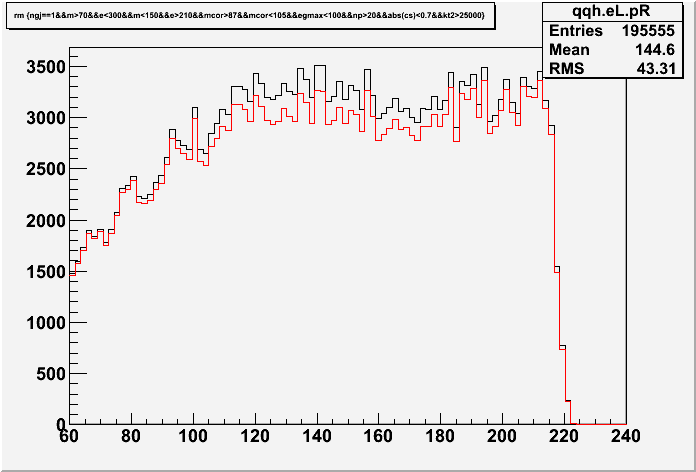 rm {ngj==1&&m>70&&e<300&&m<150&&e>210&&mcor>87&&mcor<105&&egmax<100&&np>20&&abs(cs)<0.7&&kt2>25000}
qqh.eL.pR
Entries 195555
Mean 144.6
RMS 43.31
3500
3000
2500
2000
1500
1000
500
0
60 80 100 120 140 160 180 200 220 240